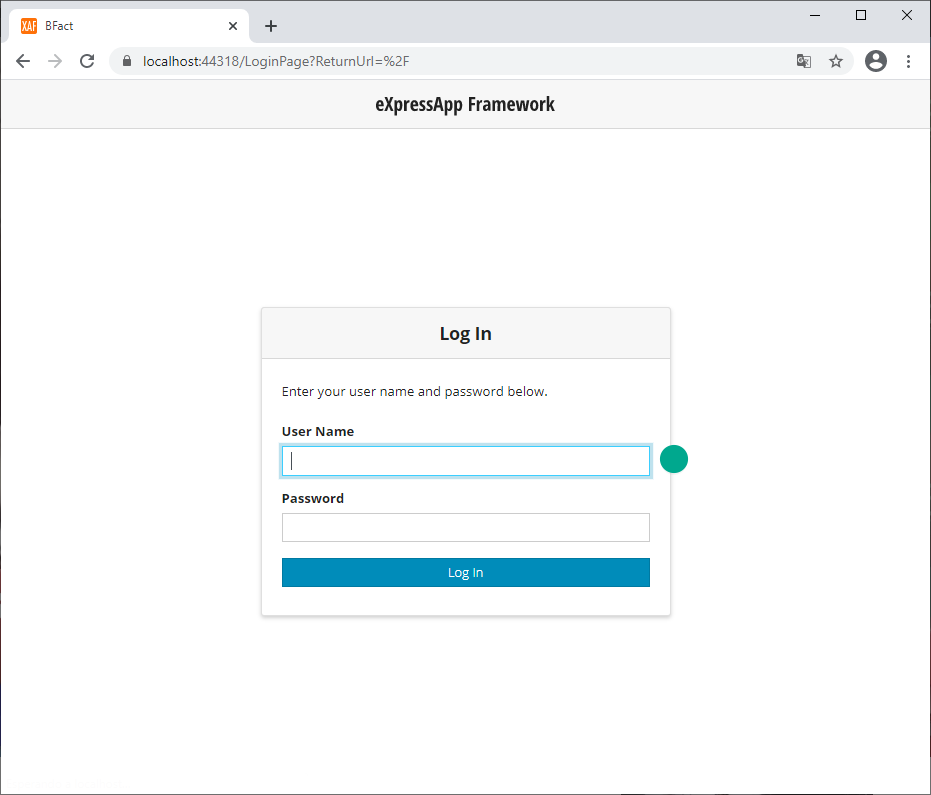 XAF BFact
localhost:44318/LoginPage?ReturnUrl=%2F
eXpressApp Framework
Log In
Enter your user name and password below.
User Name
Password
Log In